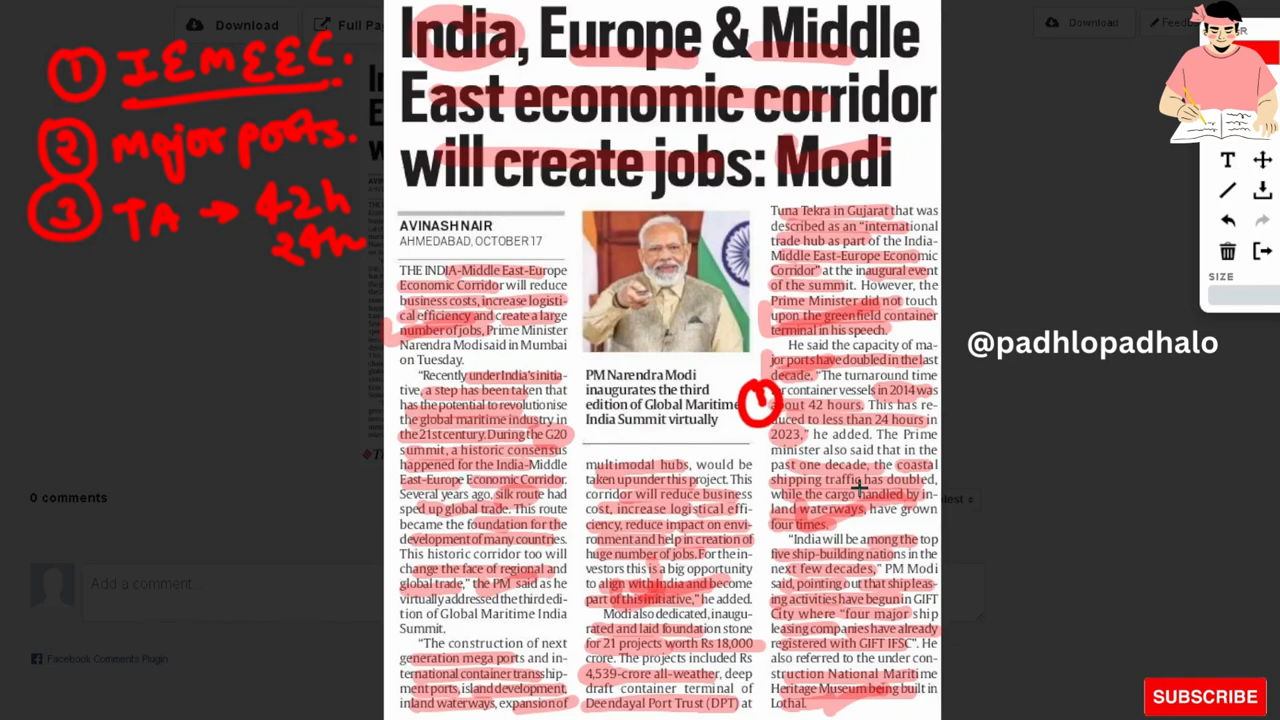 Download
Full Pa
Download
Feedb
① IEMEEC.
② Major ports.
③ TA → 42h
24h
India, Europe & Middle
East economic corridor
will create jobs: Modi
AVINASH NAIR
AHMEDABAD, OCTOBER 17
THE INDIA-Middle East-Europe
Economic Corridor will reduce
business costs, increase logisti-
cal efficiency and create a large
number of jobs, Prime Minister
Narendra Modi said in Mumbai
on Tuesday.
“Recently under India’s initia-
tive, a step has been taken that
has the potential to revolutionise
the global maritime industry in
the 21st century. During the G20
summit, a historic consensus
happened for the India-Middle
East-Europe Economic Corridor.
Several years ago, silk route had
sped up global trade. This route
became the foundation for the
development of many countries.
This historic corridor too will
change the face of regional and
global trade,” the PM said as he
virtually addressed the third edi-
tion of Global Maritime India
Summit.
“The construction of next
generation mega ports and in-
ternational container transship-
ment ports, island development,
inland waterways, expansion of
PM Narendra Modi
inaugurates the third
edition of Global Maritime
India Summit virtually
multimodal hubs, would be
taken up under this project. This
corridor will reduce business
cost, increase logistical effi-
ciency, reduce impact on envi-
ronment and help in creation of
huge number of jobs. For the in-
vestors this is a big opportunity
to align with India and become
part of this initiative,” he added.
Modi also dedicated, inaugu-
rated and laid foundation stone
for 21 projects worth Rs 18,000
crore. The projects included Rs
4,539-crore all-weather, deep
draft container terminal of
Deendayal Port Trust (DPT) at
Tuna Tekra in Gujarat that was
described as an “international
trade hub as part of the India-
Middle East-Europe Economic
Corridor” at the inaugural event
of the summit. However, the
Prime Minister did not touch
upon the greenfield container
terminal in his speech.
He said the capacity of ma-
jor ports have doubled in the last
decade. “The turnaround time
for container vessels in 2014 was
about 42 hours. This has re-
duced to less than 24 hours in
2023,” he added. The Prime
minister also said that in the
past one decade, the coastal
shipping traffic has doubled,
while the cargo handled by in-
land waterways, have grown
four times.
“India will be among the top
five ship-building nations in the
next few decades,” PM Modi
said, pointing out that ship leas-
ing activities have begun in GIFT
City where “four major ship
leasing companies have already
registered with GIFT IFSC”. He
also referred to the under con-
struction National Maritime
Heritage Museum being built in
Lothal.
SIZE
@padhlopadhalo
0 comments
Add a comment
Facebook Comments Plugin
SUBSCRIBE